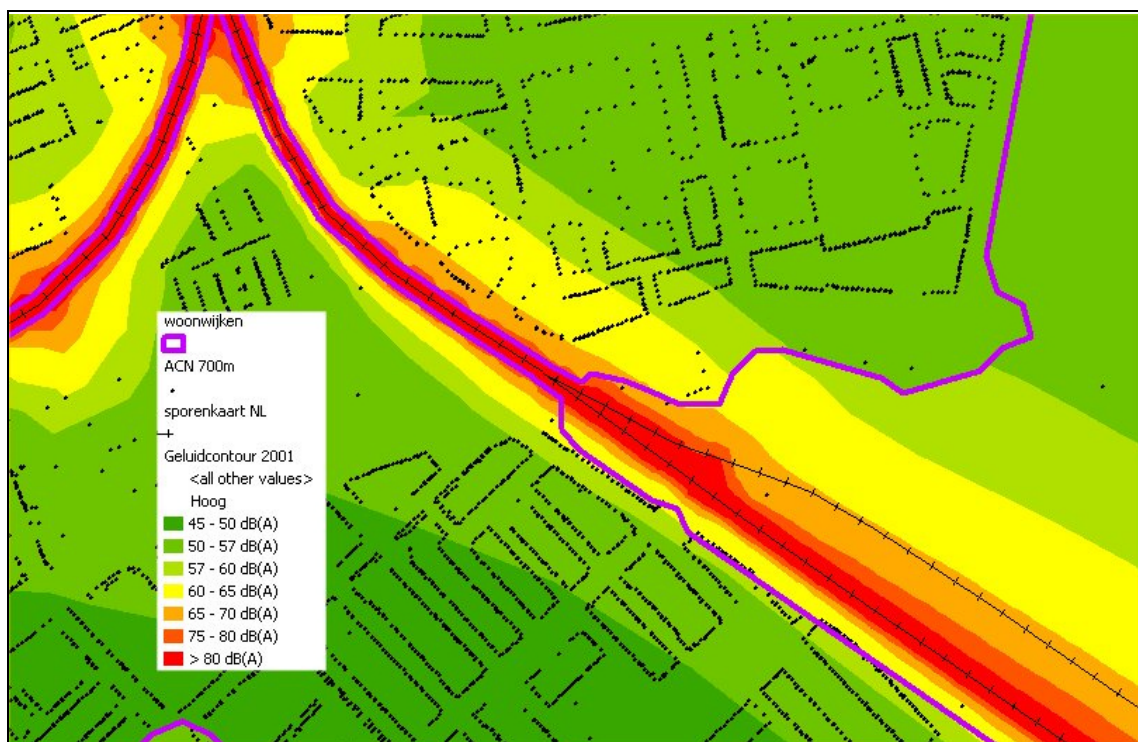 woonwijken
ACN 700m
sporenkaart NL
Geluidcontour 2001
<all other values>
Hoog
45 - 50 dB(A)
50 - 57 dB(A)
57 - 60 dB(A)
60 - 65 dB(A)
65 - 70 dB(A)
75 - 80 dB(A)
> 80 dB(A)